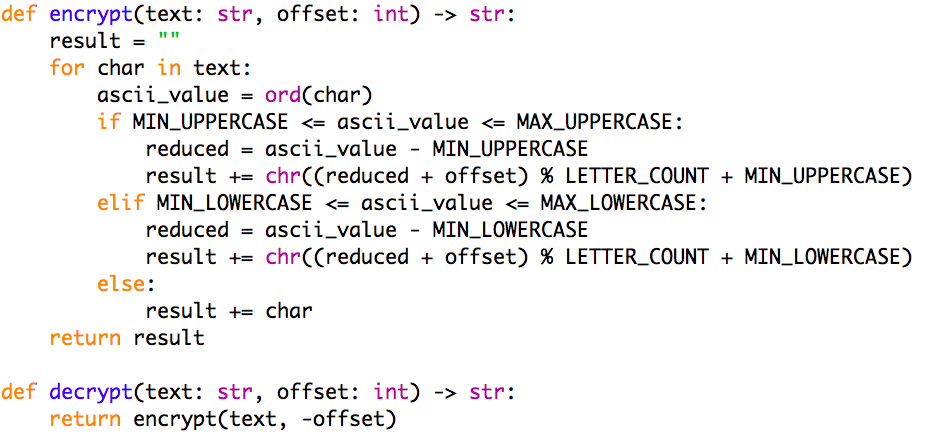 def encrypt(text: str, offset: int) -> str:
    result = ""
    for char in text:
        ascii_value = ord(char)
        if MIN_UPPERCASE <= ascii_value <= MAX_UPPERCASE:
            reduced = ascii_value - MIN_UPPERCASE
            result += chr((reduced + offset) % LETTER_COUNT + MIN_UPPERCASE)
        elif MIN_LOWERCASE <= ascii_value <= MAX_LOWERCASE:
            reduced = ascii_value - MIN_LOWERCASE
            result += chr((reduced + offset) % LETTER_COUNT + MIN_LOWERCASE)
        else:
            result += char
    return result

def decrypt(text: str, offset: int) -> str:
    return encrypt(text, -offset)